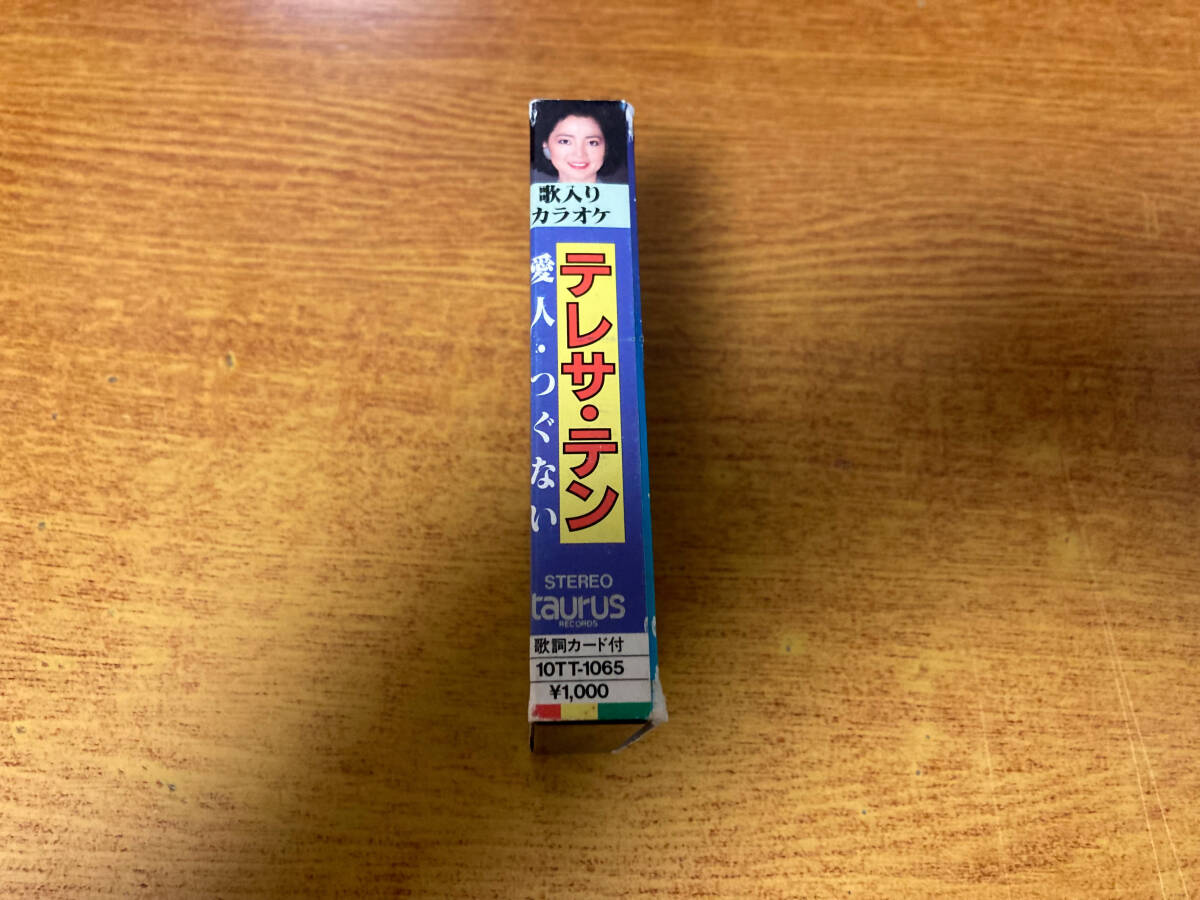 歌入り
カラオケ
テレサ・テン
愛人・つぐない
STEREO
taurus
RECORDS
歌詞カード付
10TT-1065
¥1,000